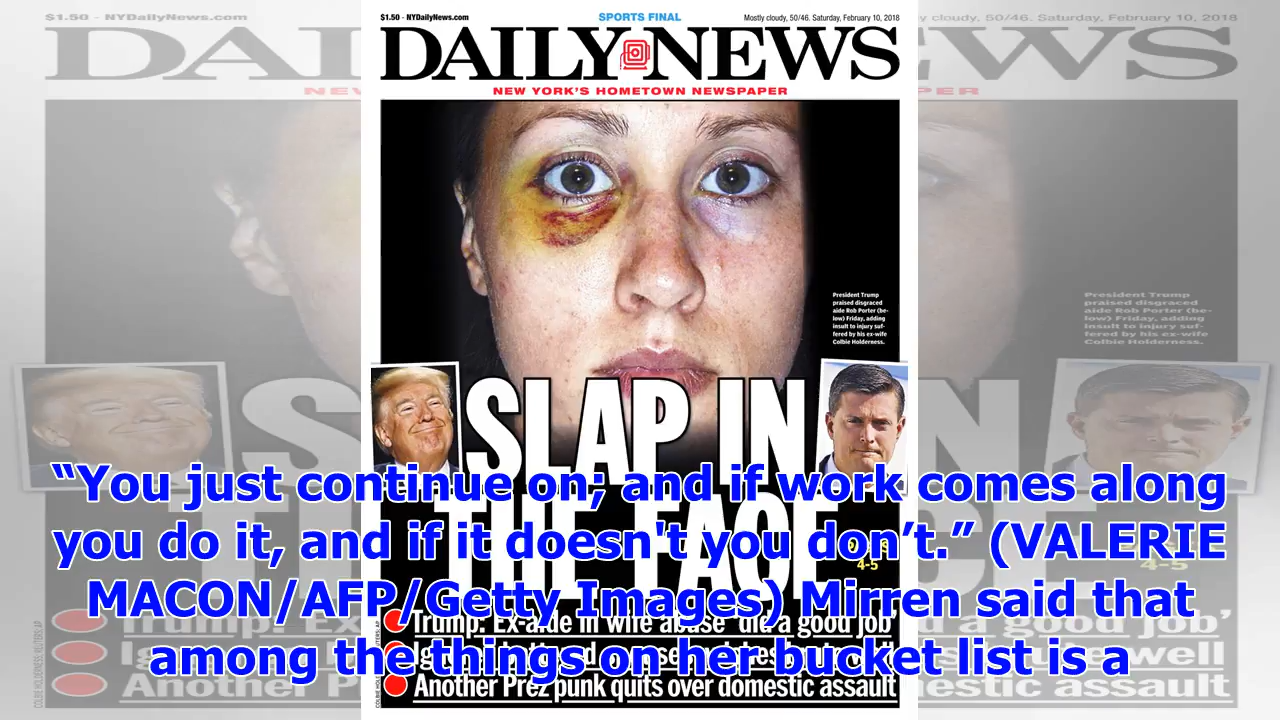 $1.50 - NYDailyNews.com
SPORTS FINAL
Mostly cloudy, 50/46. Saturday, February 10, 2018
DAILY NEWS
NEW YORK'S HOMETOWN NEWSPAPER
President Trump
praised disgraced
aide Rob Porter (be-
low) Friday, adding
insult to injury suf-
fered by his ex-wife
Colbie Holderness.
SLAP IN
THE FACE
4-5
“You just continue on; and if work comes along
you do it, and if it doesn't you don’t.” (VALERIE
MACON/AFP/Getty Images) Mirren said that
among the things on her bucket list is a
Trump: Ex-aide in wife abuse ‘did a good job’
Another Prez punk quits over domestic assault